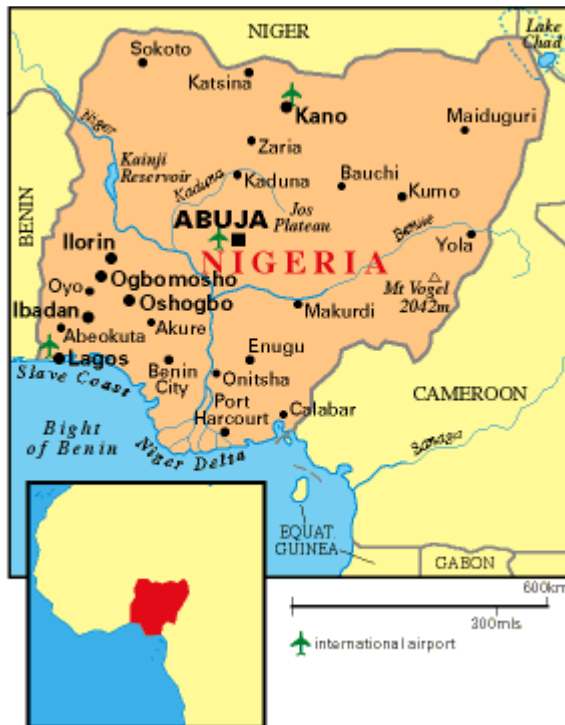 NIGER
Lake
Chad
Sokoto
Katsina
Kano
Maiduguri
Niger
Zaria
Kainji
Reservoir
Kaduna
Kaduna
Bauchi
Kumo
BENIN
ABUJA
Jos
Plateau
Benue
Yola
Ilorin
NIGERIA
Ogbomosho
Oyo
Oshogbo
Mt Vogel
2042m
Ibadan
Makurdi
Abeokuta
Akure
Lagos
Enugu
Slave Coast
Benin
City
Onitsha
CAMEROON
Port
Harcourt
Calabar
Bight
of Benin
Niger Delta
Sanaga
EQUAT.
GUINEA
GABON
600km
300mls
international airport